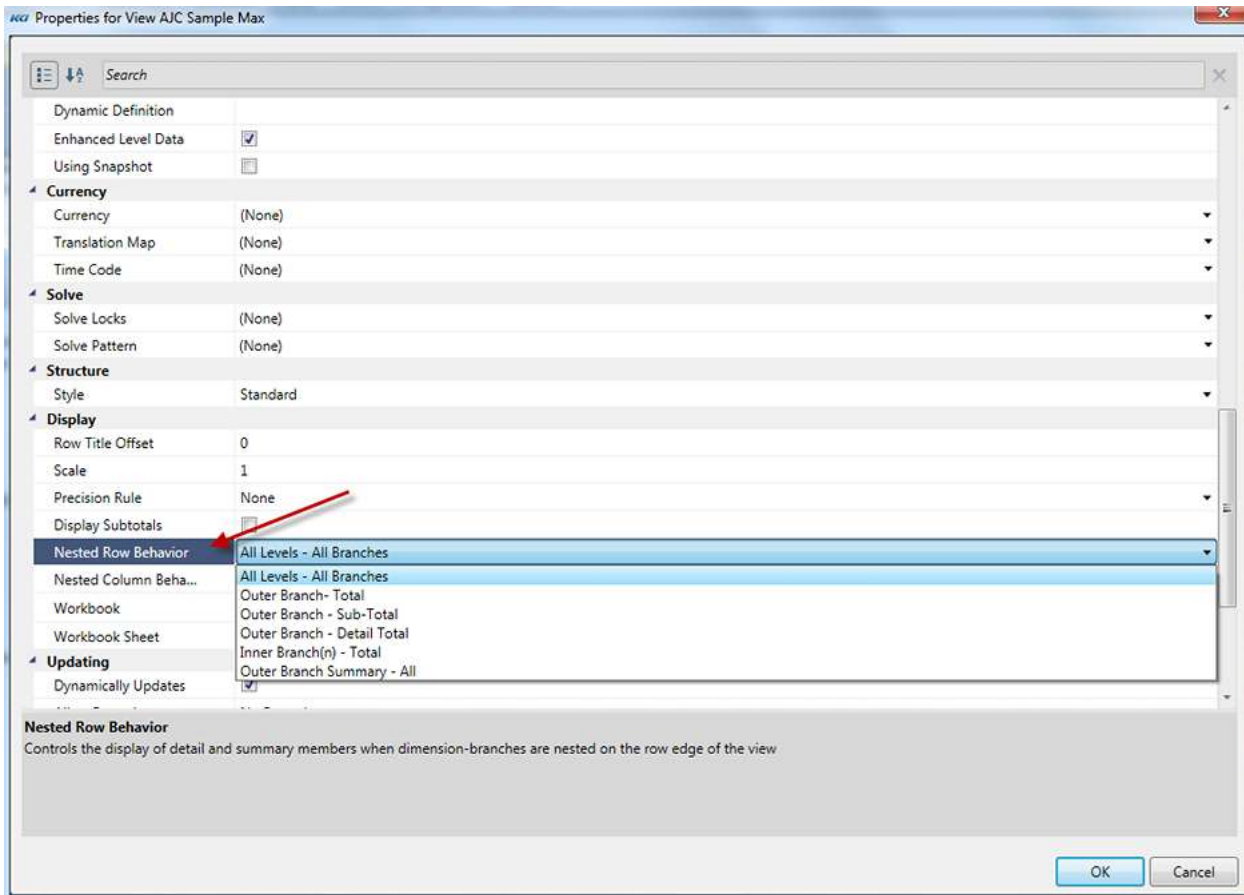 KCI Properties for View AJC Sample Max
Search
Dynamic Definition
Enhanced Level Data
Using Snapshot
Currency
Currency (None)
Translation Map (None)
Time Code (None)
Solve
Solve Locks (None)
Solve Pattern (None)
Structure
Style Standard
Display
Row Title Offset 0
Scale 1
Precision Rule None
Display Subtotals
Nested Row Behavior All Levels - All Branches
Nested Column Beha... All Levels - All Branches
Outer Branch- Total
Workbook Outer Branch - Sub-Total
Outer Branch - Detail Total
Workbook Sheet Inner Branch(n) - Total
Updating Outer Branch Summary - All
Dynamically Updates
Nested Row Behavior
Controls the display of detail and summary members when dimension-branches are nested on the row edge of the view
OK Cancel